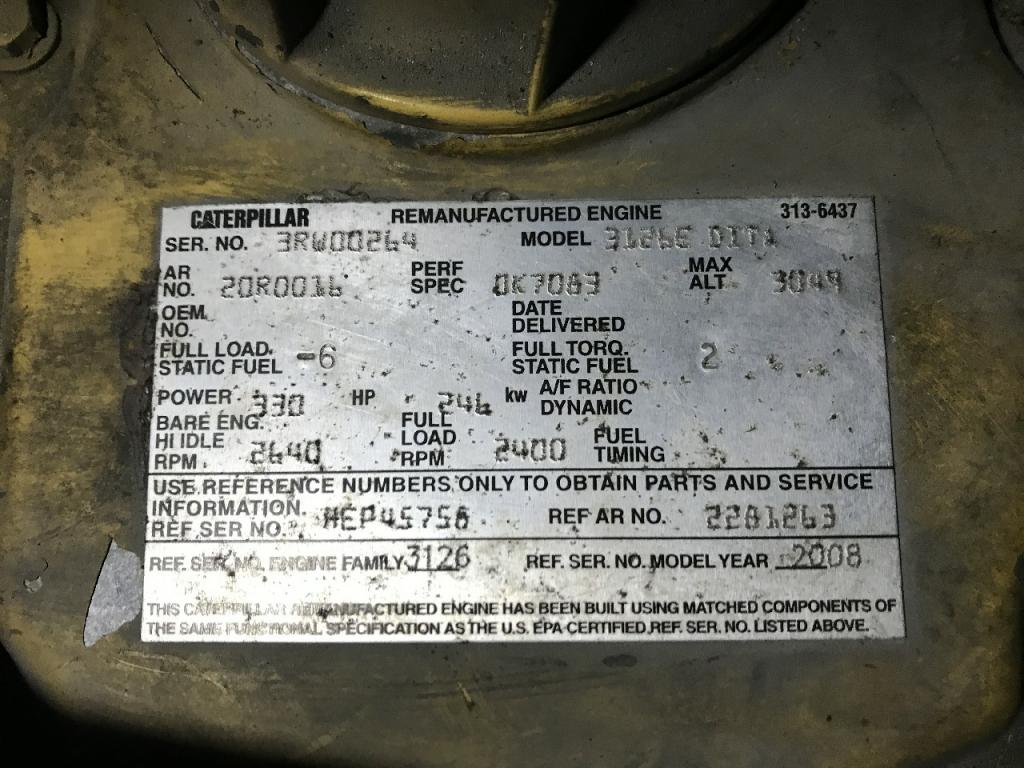 CATERPILLAR REMANUFACTURED ENGINE 313-6437
SER. NO. 3RW00264 MODEL 3126E DITA
AR NO. 20R0016 PERF SPEC 0K7083 MAX ALT 3049
OEM NO. DATE DELIVERED
FULL LOAD STATIC FUEL -6 FULL TORQ. STATIC FUEL 2
POWER 330 HP 246 kw A/F RATIO DYNAMIC
BARE ENG. HI IDLE RPM 2640 FULL LOAD RPM 2400 FUEL TIMING
USE REFERENCE NUMBERS ONLY TO OBTAIN PARTS AND SERVICE
INFORMATION.
REF SER NO. HEP45758 REF AR NO. 2281263
REF. SER. NO. ENGINE FAMILY 3126 REF. SER. NO. MODEL YEAR 2008
THIS CATERPILLAR REMANUFACTURED ENGINE HAS BEEN BUILT USING MATCHED COMPONENTS OF
THE SAME FUNCTIONAL SPECIFICATION AS THE U.S. EPA CERTIFIED REF. SER. NO. LISTED ABOVE.